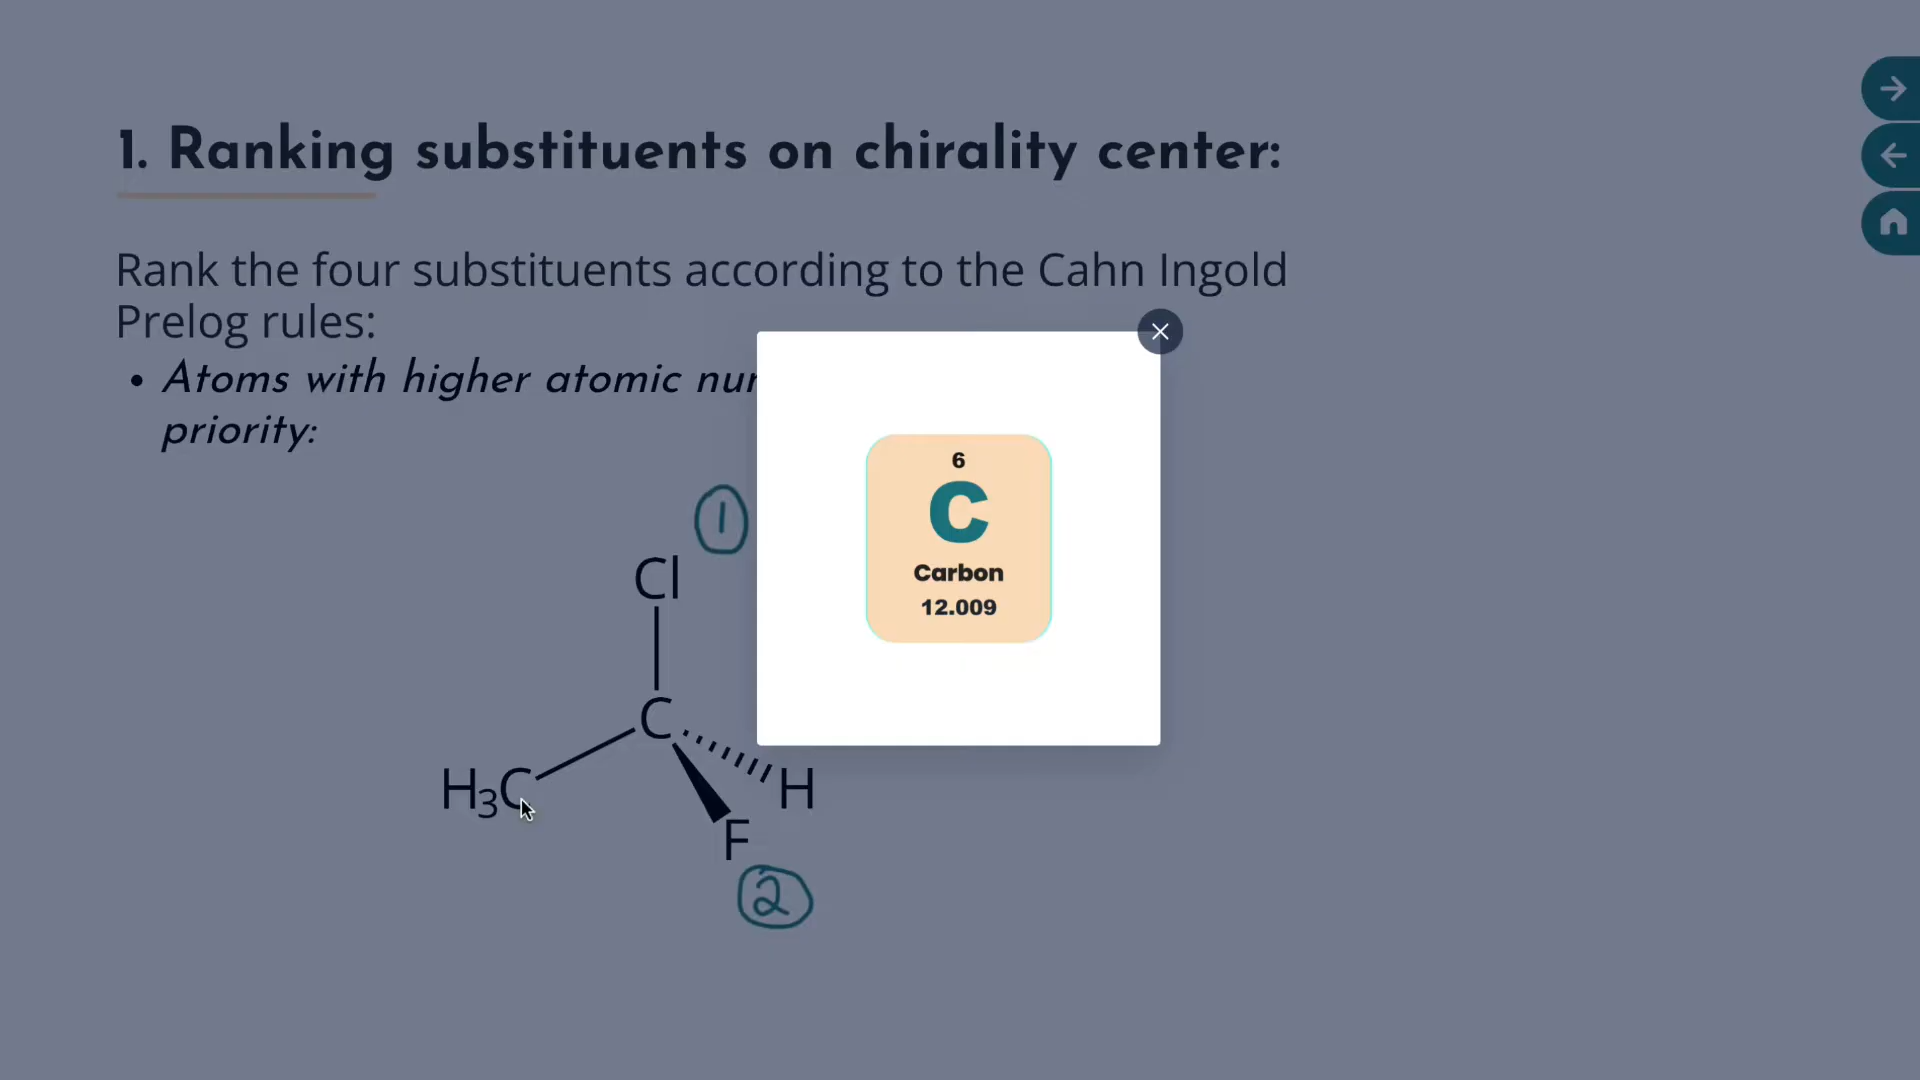 1. Ranking substituents on chirality center:
Rank the four substituents according to the Cahn Ingold
Prelog rules:
• Atoms with higher atomic
priority:
1
Cl
C
H3C
H
F
2
6
C
Carbon
12.009